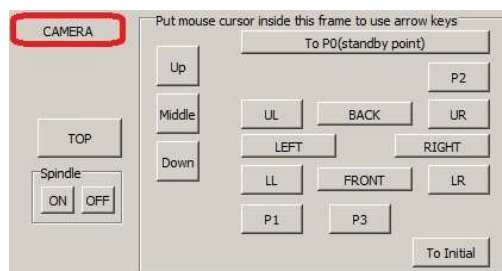 CAMERA
Put mouse cursor inside this frame to use arrow keys
To P0(standby point)
Up
P2
Middle
UL
BACK
UR
TOP
LEFT
RIGHT
Down
Spindle
ON
OFF
LL
FRONT
LR
P1
P3
To Initial